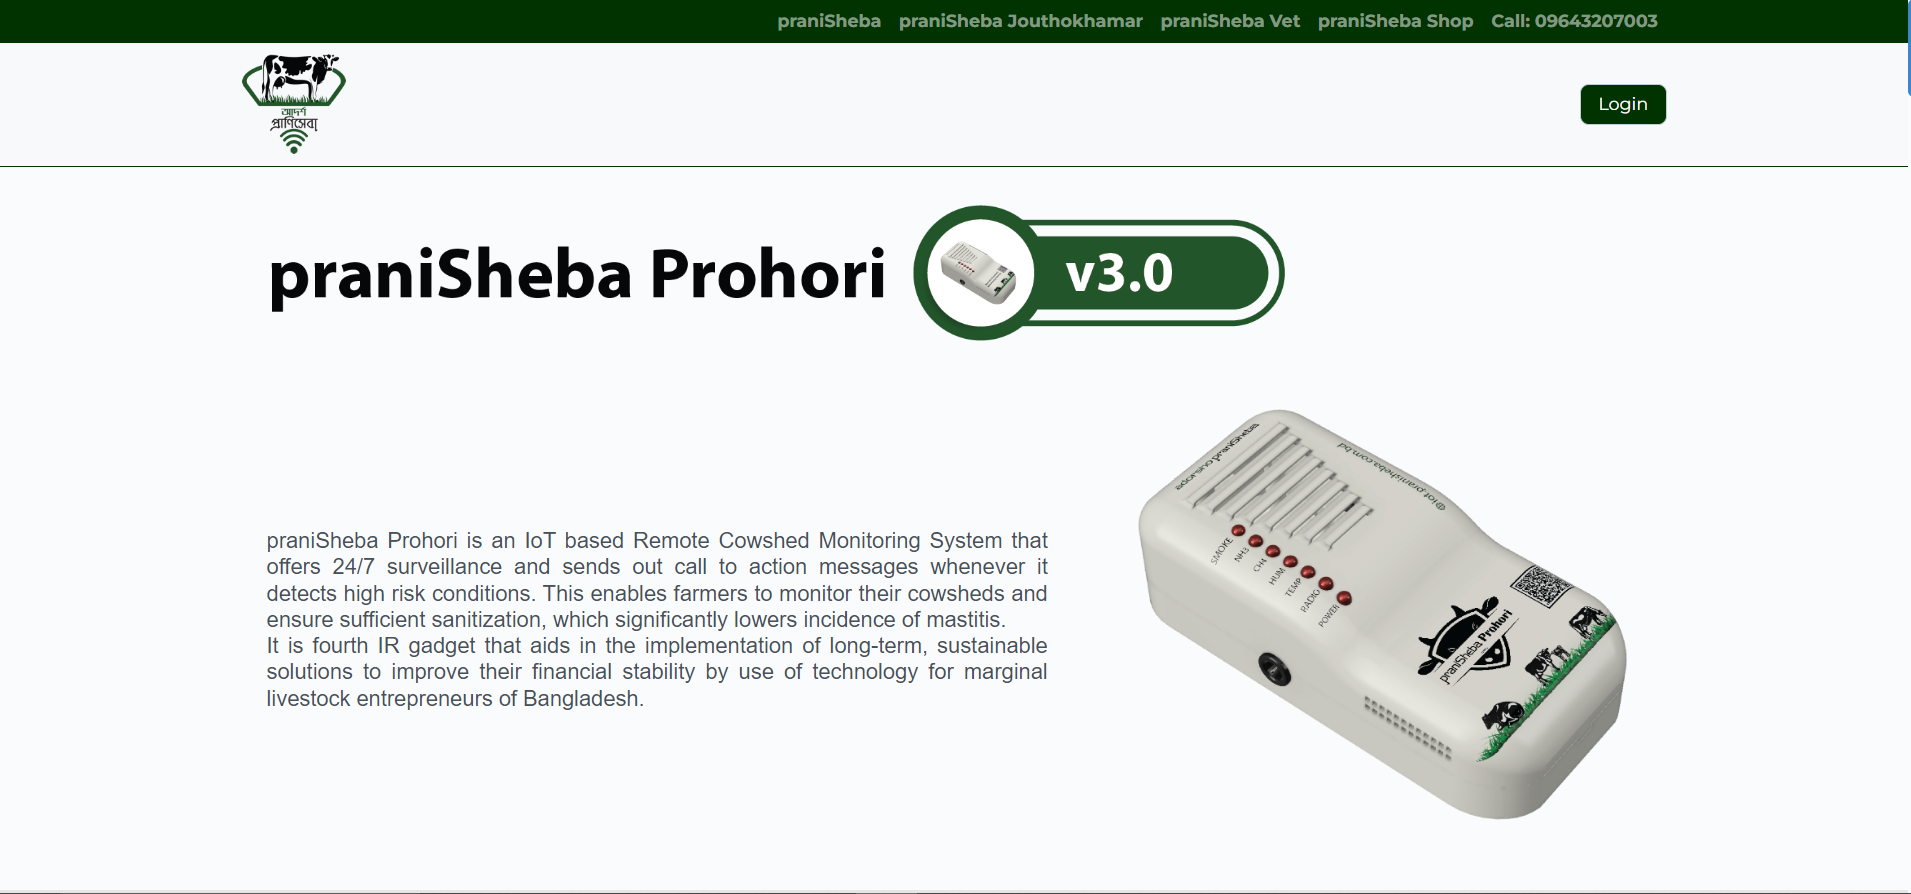 praniSheba praniSheba Jouthokhamar praniSheba Vet praniSheba Shop Call: 09643207003
আদর্শ
প্রাণিসেবা
Login
praniSheba Prohori
v3.0
praniSheba Prohori is an IoT based Remote Cowshed Monitoring System that
offers 24/7 surveillance and sends out call to action messages whenever it
detects high risk conditions. This enables farmers to monitor their cowsheds and
ensure sufficient sanitization, which significantly lowers incidence of mastitis.
It is fourth IR gadget that aids in the implementation of long-term, sustainable
solutions to improve their financial stability by use of technology for marginal
livestock entrepreneurs of Bangladesh.
adorsho praniSheba
@iot.pranisheba.com.bd
SMOKE
NH3
CH4
HUM
TEMP
RADIO
POWER
praniSheba Prohori